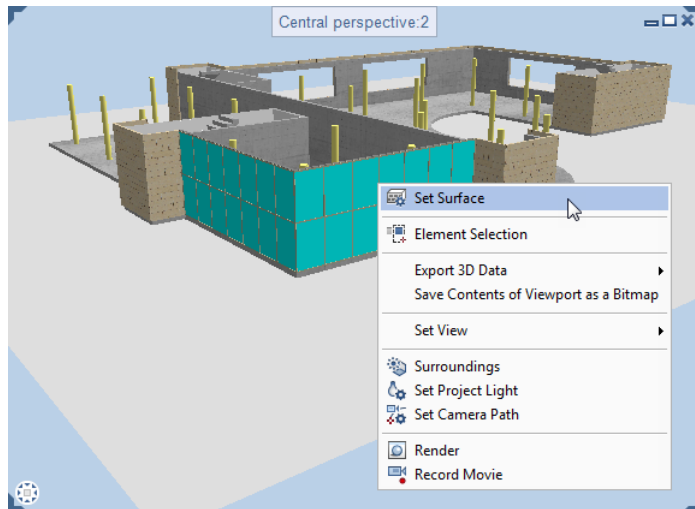 Central perspective:2
Set Surface
Element Selection
Export 3D Data
Save Contents of Viewport as a Bitmap
Set View
Surroundings
Set Project Light
Set Camera Path
Render
Record Movie